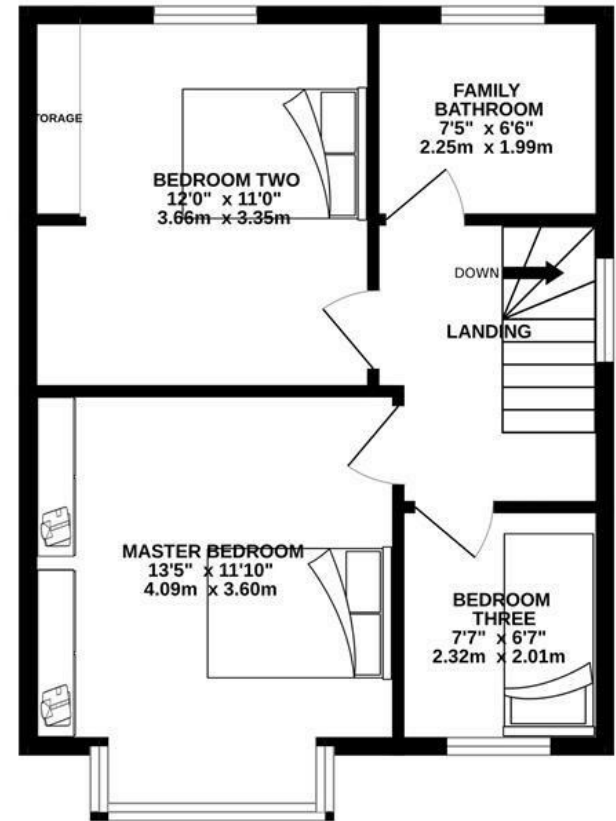 FAMILY
BATHROOM
7'5" x 6'6"
2.25m x 1.99m
TORAGE
BEDROOM TWO
12'0" x 11'0"
3.66m x 3.35m
DOWN
LANDING
MASTER BEDROOM
13'5" x 11'10"
4.09m x 3.60m
BEDROOM
THREE
7'7" x 6'7"
2.32m x 2.01m